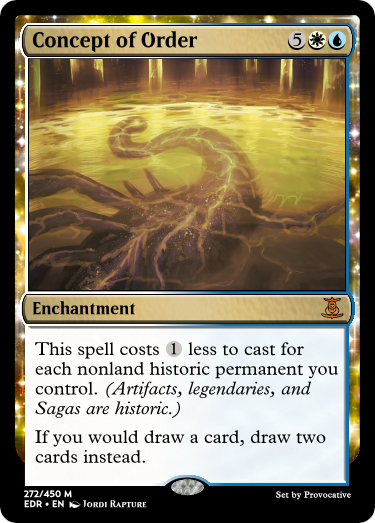 Concept of Order 5
Enchantment
This spell costs 1 less to cast for
each nonland historic permanent you
control. (Artifacts, legendaries, and
Sagas are historic.)
If you would draw a card, draw two
cards instead.
272/450 M
EDR • EN Jordi Rapture
Set by Provocative